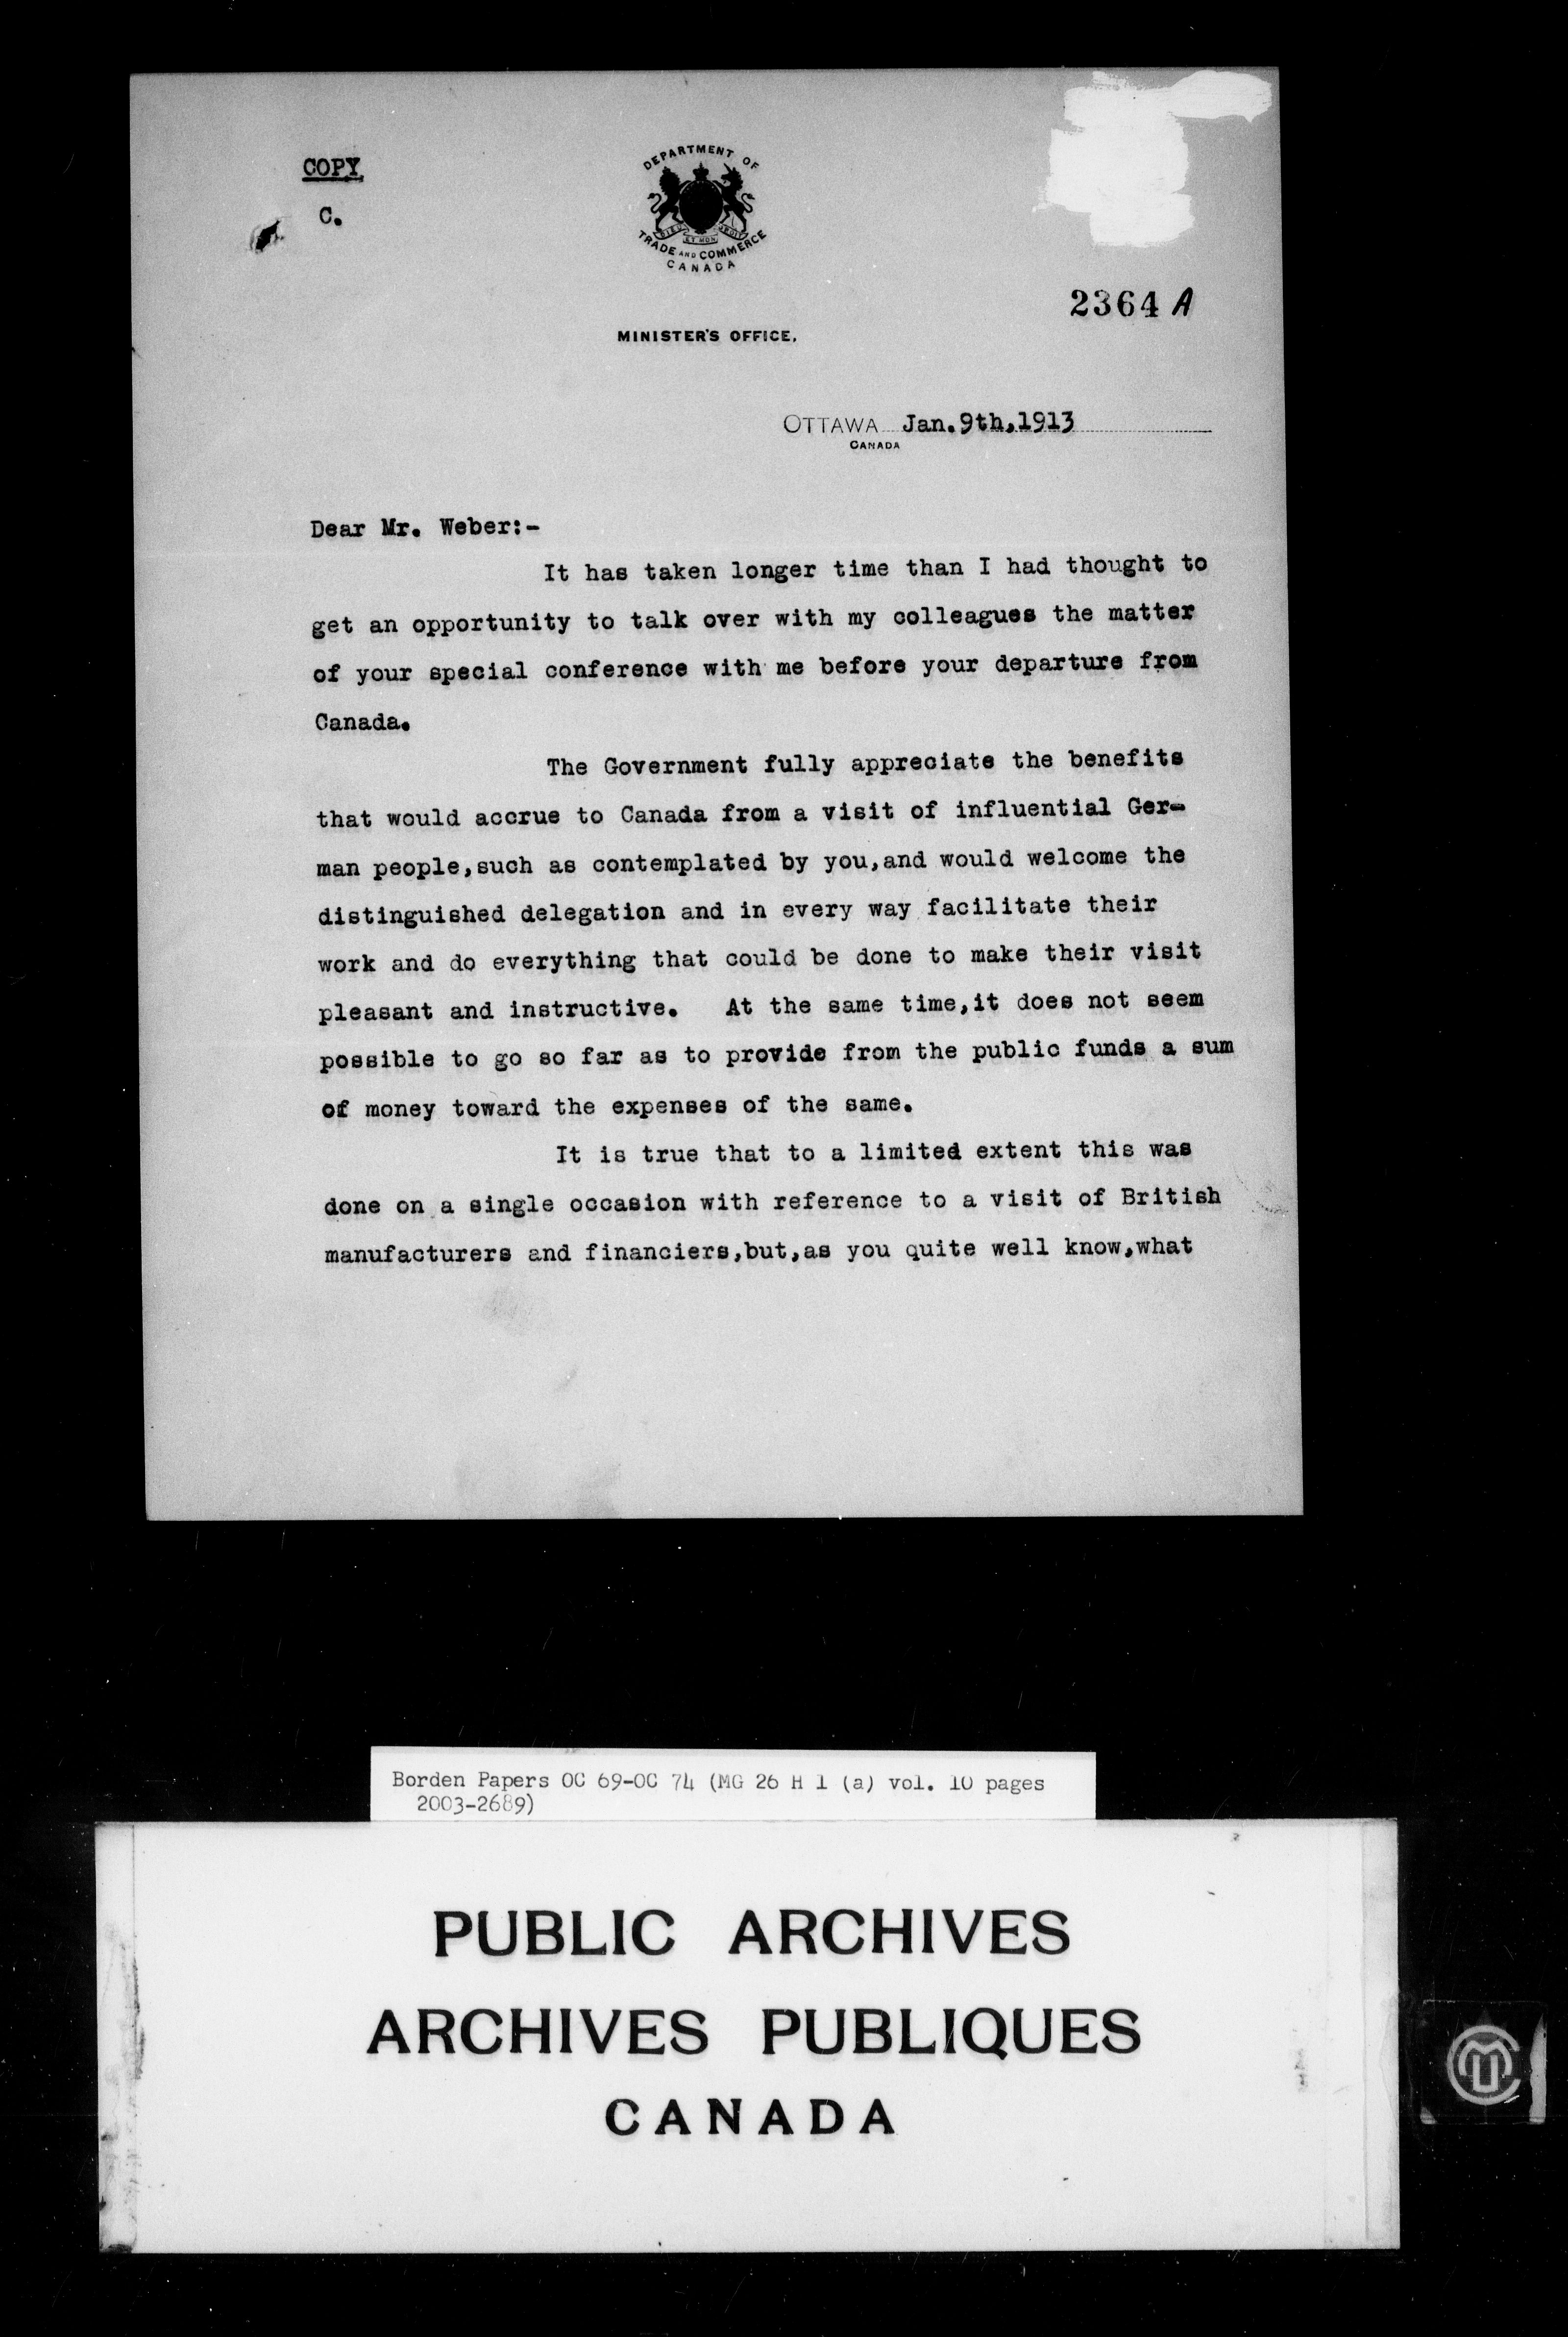 COPY.
C.
DEPARTMENT OF
DIEU ET MON DROIT
TRADE AND COMMERCE
CANADA
2364 A
MINISTER'S OFFICE.
OTTAWA Jan.9th,1913
CANADA
Dear Mr. Weber:-
It has taken longer time than I had thought to
get an opportunity to talk over with my colleagues the matter
of your special conference with me before your departure from
Canada.
The Government fully appreciate the benefits
that would accrue to Canada from a visit of influential Ger-
man people,such as contemplated by you,and would welcome the
distinguished delegation and in every way facilitate their
work and do everything that could be done to make their visit
pleasant and instructive. At the same time,it does not seem
possible to go so far as to provide from the public funds a sum
of money toward the expenses of the same.
It is true that to a limited extent this was
done on a single occasion with reference to a visit of British
manufacturers and financiers,but,as you quite well know,what
Borden Papers OC 69-OC 74 (MG 26 H 1 (a) vol. 10 pages
2003-2689)
PUBLIC ARCHIVES
ARCHIVES PUBLIQUES
CANADA